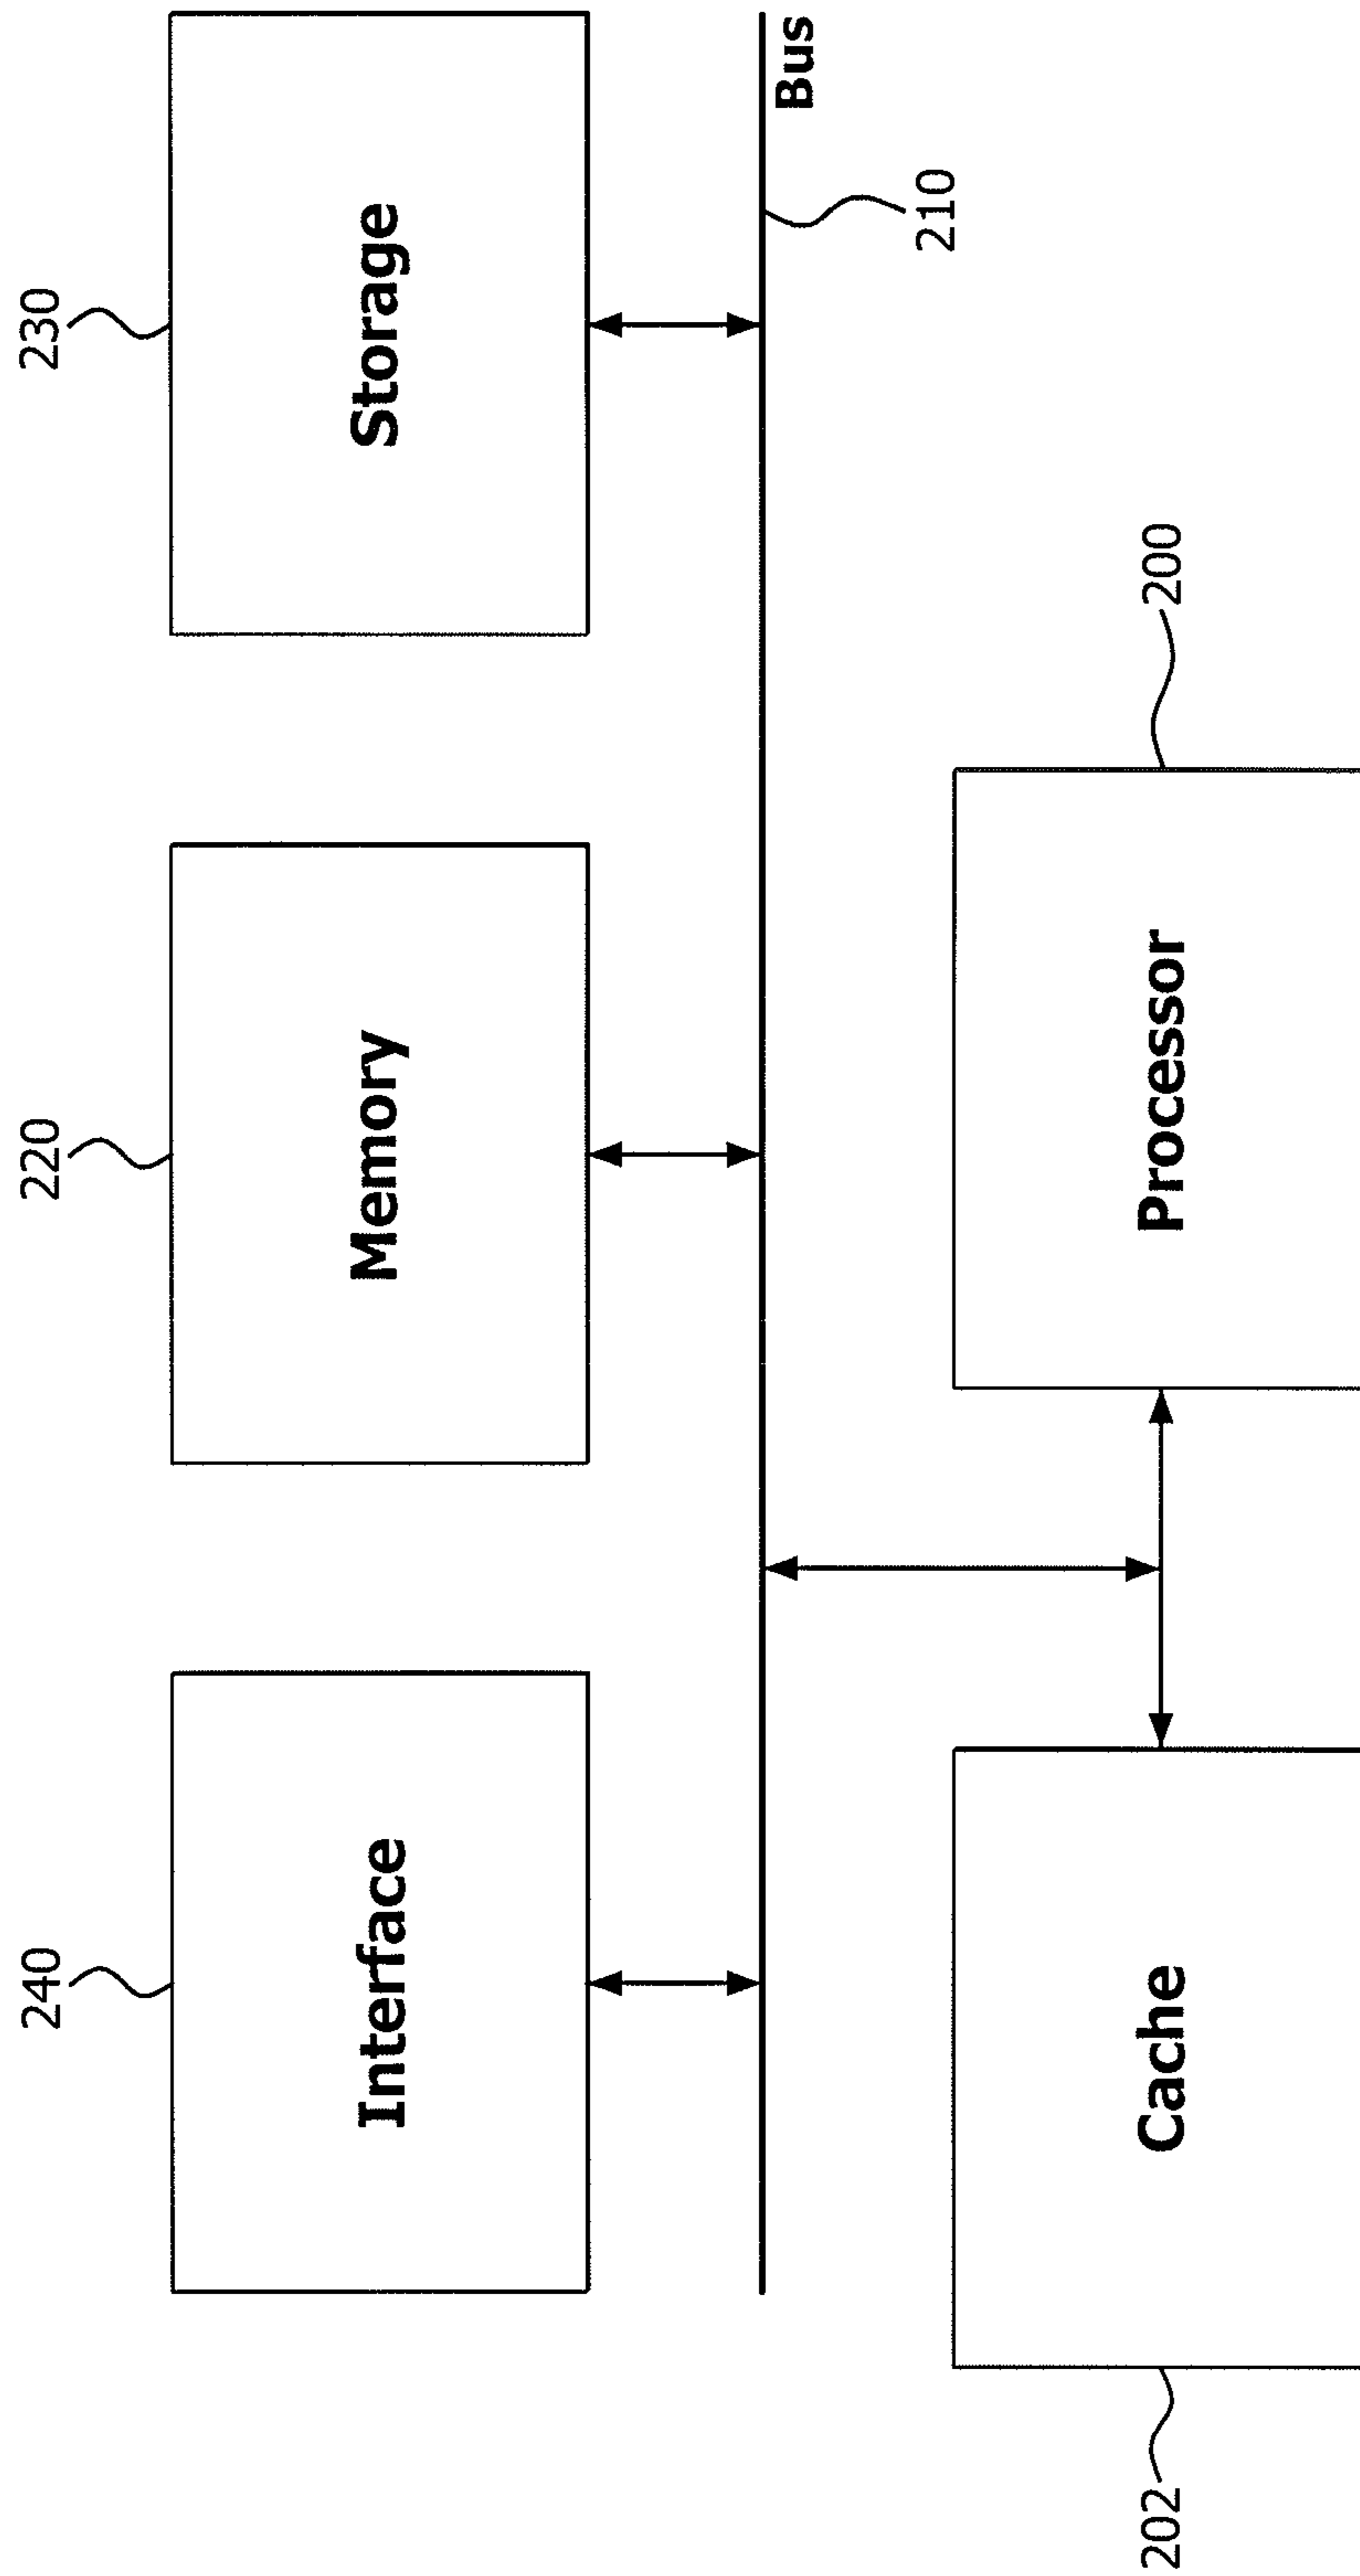 240
220
230
Interface
Memory
Storage
Bus
210
202
Cache
Processor
200